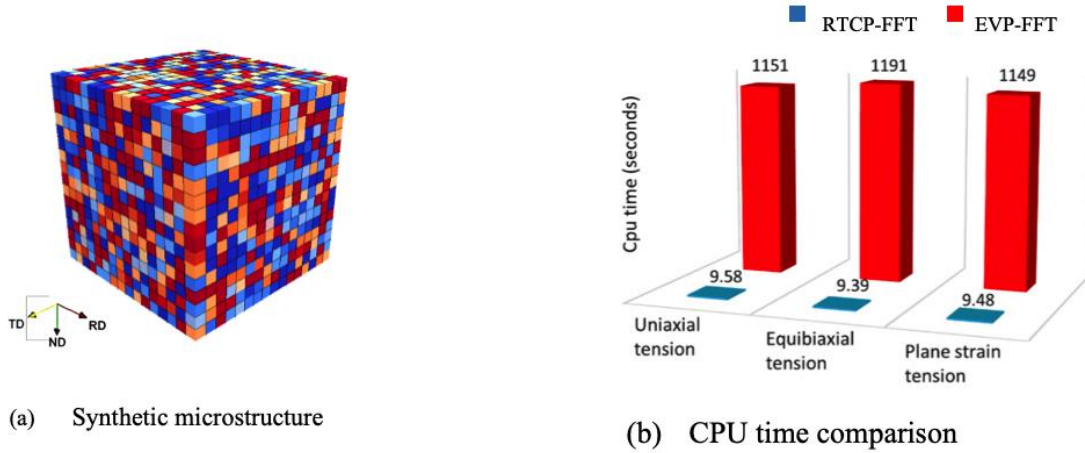 RTCP-FFT EVP-FFT
1151
1191
1149
Cpu time (seconds)
9.58
9.39
9.48
Uniaxial
tension
Equibiaxial
tension
Plane strain
tension
TD
ND
RD
(a) Synthetic microstructure
(b) CPU time comparison